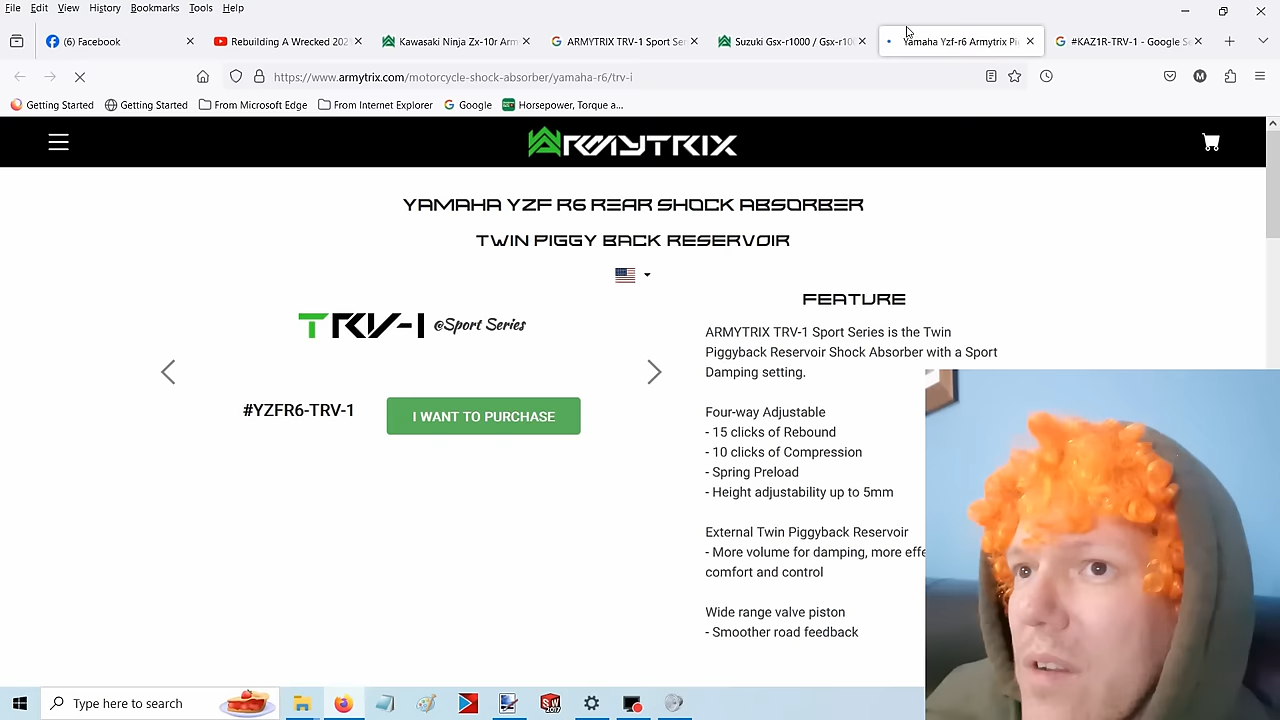 File Edit View History Bookmarks Tools Help
(6) Facebook
Rebuilding A Wrecked 202
Kawasaki Ninja Zx-10r Arm
ARMYTRIX TRV-1 Sport Ser
Suzuki Gsx-r1000 / Gsx-r10
Yamaha Yzf-r6 Armytrix Pi
#KAZ1R-TRV-1 - Google Se
https://www.armytrix.com/motorcycle-shock-absorber/yamaha-r6/trv-i
M
Getting Started Getting Started From Microsoft Edge From Internet Explorer Google Horsepower, Torque a...
ARMYTRIX
YAMAHA YZF R6 REAR SHOCK ABSORBER
TWIN PIGGY BACK RESERVOIR
FEATURE
TRV-1 @Sport Series
#YZFR6-TRV-1
I WANT TO PURCHASE
ARMYTRIX TRV-1 Sport Series is the Twin
Piggyback Reservoir Shock Absorber with a Sport
Damping setting.
Four-way Adjustable
- 15 clicks of Rebound
- 10 clicks of Compression
- Spring Preload
- Height adjustability up to 5mm
External Twin Piggyback Reservoir
- More volume for damping, more effe
comfort and control
Wide range valve piston
- Smoother road feedback
Type here to search